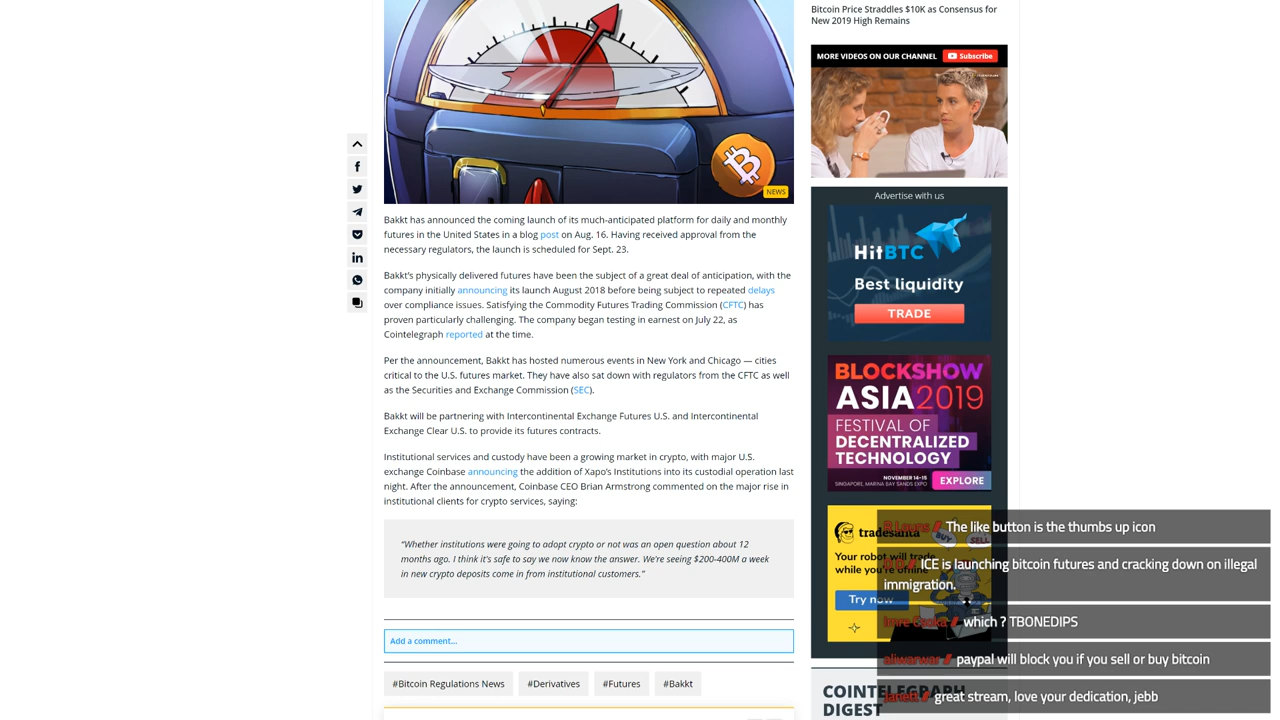 Bitcoin Price Straddles $10K as Consensus for
New 2019 High Remains
MORE VIDEOS ON OUR CHANNEL
Subscribe
NEWS
Bakkt has announced the coming launch of its much-anticipated platform for daily and monthly
futures in the United States in a blog post on Aug. 16. Having received approval from the
necessary regulators, the launch is scheduled for Sept. 23.
Bakkt's physically delivered futures have been the subject of a great deal of anticipation, with the
company initially announcing its launch August 2018 before being subject to repeated delays
over compliance issues. Satisfying the Commodity Futures Trading Commission (CFTC) has
proven particularly challenging. The company began testing in earnest on July 22, as
Cointelegraph reported at the time.
Per the announcement, Bakkt has hosted numerous events in New York and Chicago — cities
critical to the U.S. futures market. They have also sat down with regulators from the CFTC as well
as the Securities and Exchange Commission (SEC).
Bakkt will be partnering with Intercontinental Exchange Futures U.S. and Intercontinental
Exchange Clear U.S. to provide its futures contracts.
Institutional services and custody have been a growing market in crypto, with major U.S.
exchange Coinbase announcing the addition of Xapo's Institutions into its custodial operation last
night. After the announcement, Coinbase CEO Brian Armstrong commented on the major rise in
institutional clients for crypto services, saying:
"Whether institutions were going to adopt crypto or not was an open question about 12
months ago. I think it's safe to say we now know the answer. We're seeing $200-400M a week
in new crypto deposits come in from institutional customers."
Add a comment...
#Bitcoin Regulations News
#Derivatives
#Futures
#Bakkt
Advertise with us
HitBTC
Best liquidity
TRADE
BLOCKSHOW
ASIA 2019
FESTIVAL OF
DECENTRALIZED
TECHNOLOGY
NOVEMBER 14-15
SINGAPORE, MARINA BAY SANDS EXPO
EXPLORE
tradesanta
BUY
SELL
Your robot will trade
while you're offline
Try now
COINTELEGRAPH
DIGEST
The like button is the thumbs up icon
ICE is launching bitcoin futures and cracking down on illegal
immigration.
which ? TBONEDIPS
aliwarwar // paypal will block you if you sell or buy bitcoin
great stream, love your dedication, jebb